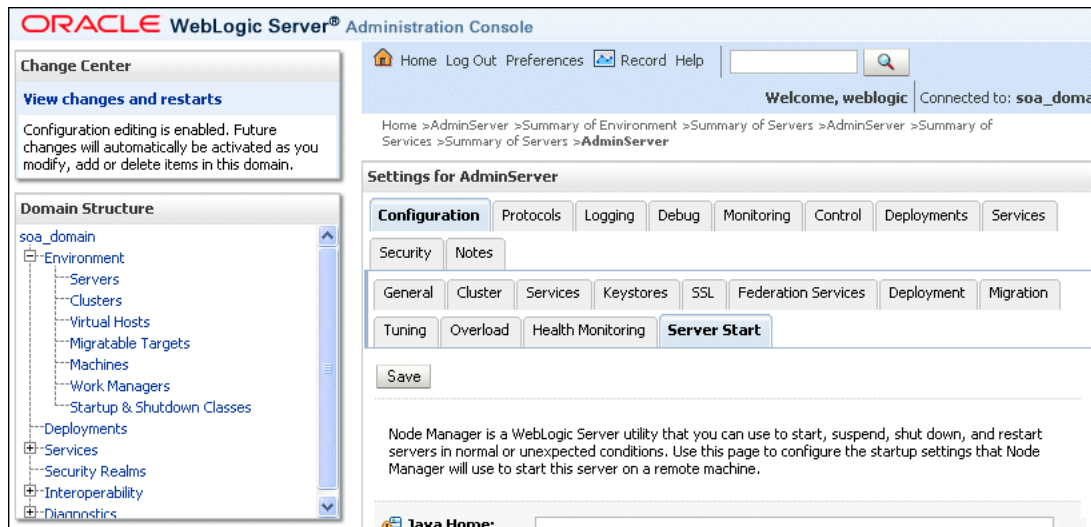 ORACLE WebLogic Server® Administration Console
Change Center
View changes and restarts
Configuration editing is enabled. Future
changes will automatically be activated as you
modify, add or delete items in this domain.
Domain Structure
soa_domain
Environment
Servers
Clusters
Virtual Hosts
Migratable Targets
Machines
Work Managers
Startup & Shutdown Classes
Deployments
Services
Security Realms
Interoperability
Diagnostics
Home Log Out Preferences Record Help
Welcome, weblogic Connected to: soa_doma
Home >AdminServer >Summary of Environment >Summary of Servers >AdminServer >Summary of
Services >Summary of Servers >AdminServer
Settings for AdminServer
Configuration Protocols Logging Debug Monitoring Control Deployments Services
Security Notes
General Cluster Services Keystores SSL Federation Services Deployment Migration
Tuning Overload Health Monitoring Server Start
Save
Node Manager is a WebLogic Server utility that you can use to start, suspend, shut down, and restart
servers in normal or unexpected conditions. Use this page to configure the startup settings that Node
Manager will use to start this server on a remote machine.
Java Home: